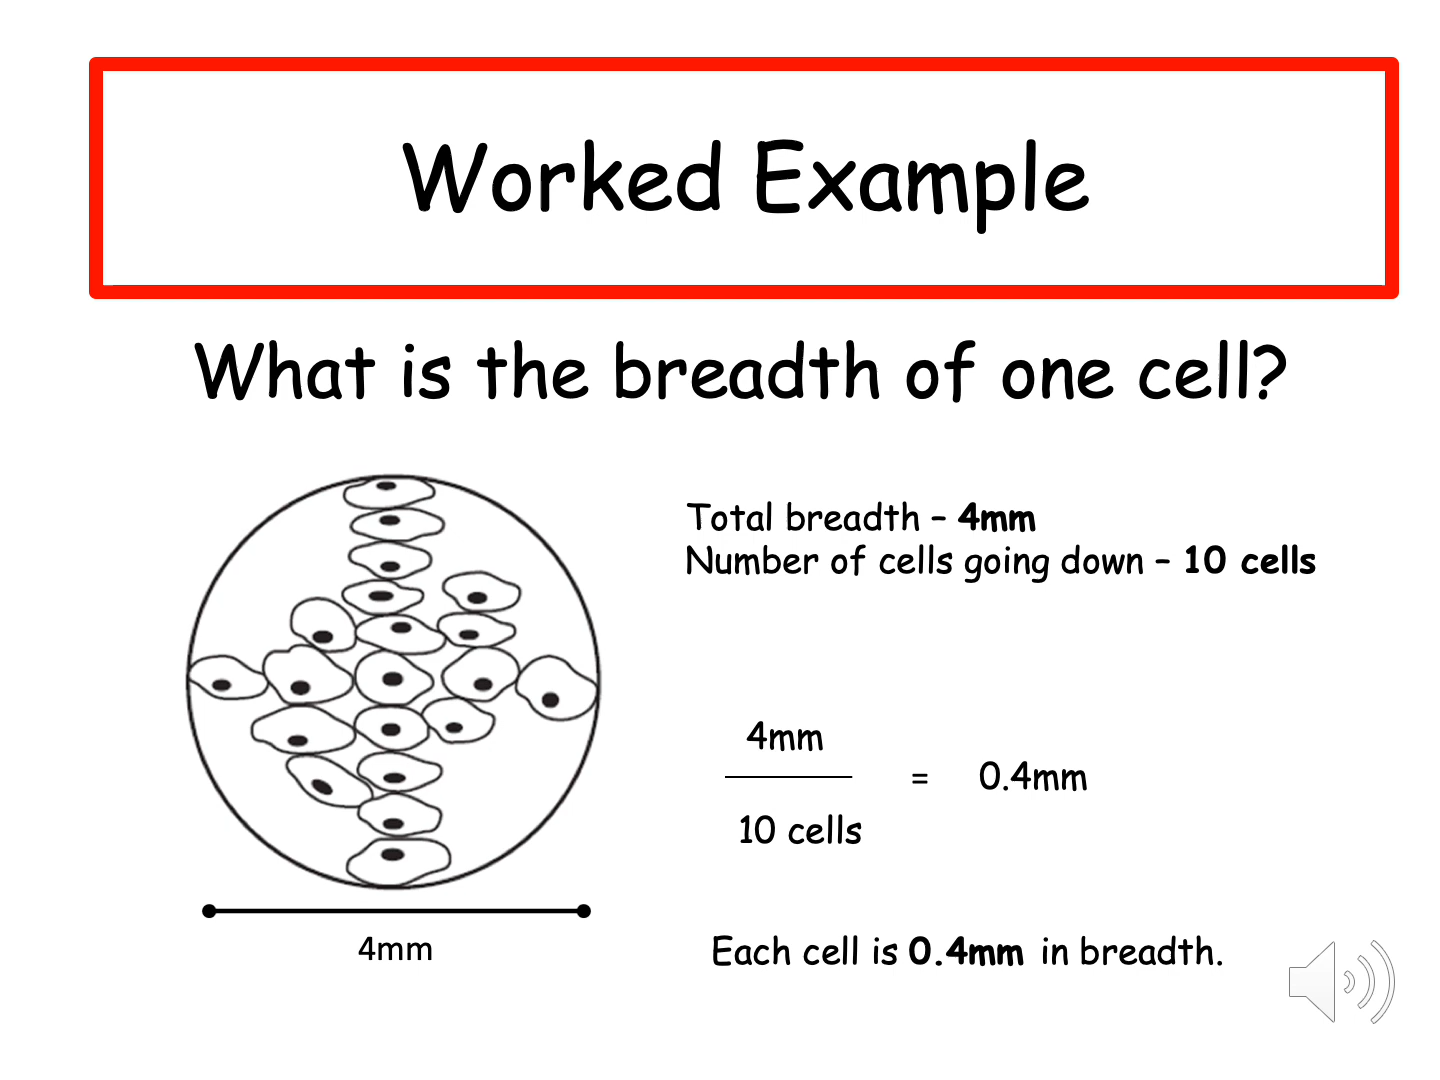 Worked Example
What is the breadth of one cell?
Total breadth – 4mm
Number of cells going down – 10 cells
4mm
= 0.4mm
10 cells
4mm
Each cell is 0.4mm in breadth.